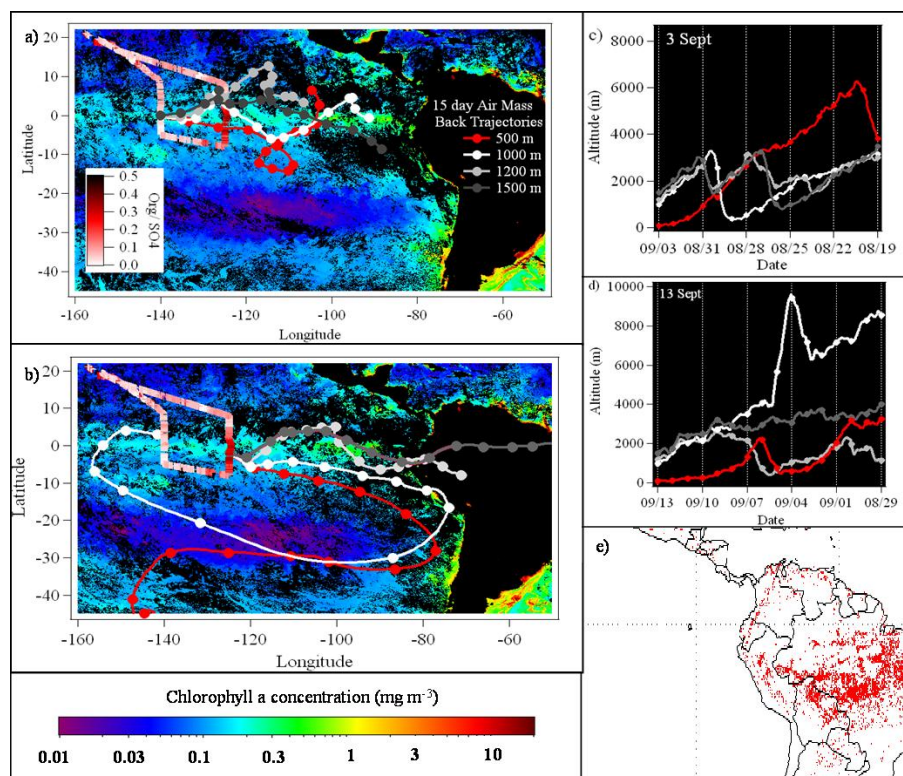 a)
20
10
0
-10
-20
-30
-40
Latitude
15 day Air Mass
Back Trajectories
500 m
1000 m
1200 m
1500 m
0.5
0.4
0.3
0.2
0.1
0.0
Org/ SO4
-160 -140 -120 -100 -80 -60
Longitude
b)
20
10
0
-10
-20
-30
-40
Latitude
-160 -140 -120 -100 -80 -60
Longitude
Chlorophyll a concentration (mg m⁻³)
0.01 0.03 0.1 0.3 1 3 10
c)
3 Sept
8000
6000
4000
2000
0
Altitude (m)
09/03 08/31 08/28 08/25 08/22 08/19
Date
d)
13 Sept
10000
8000
6000
4000
2000
0
Altitude (m)
09/13 09/10 09/07 09/04 09/01 08/29
Date
e)